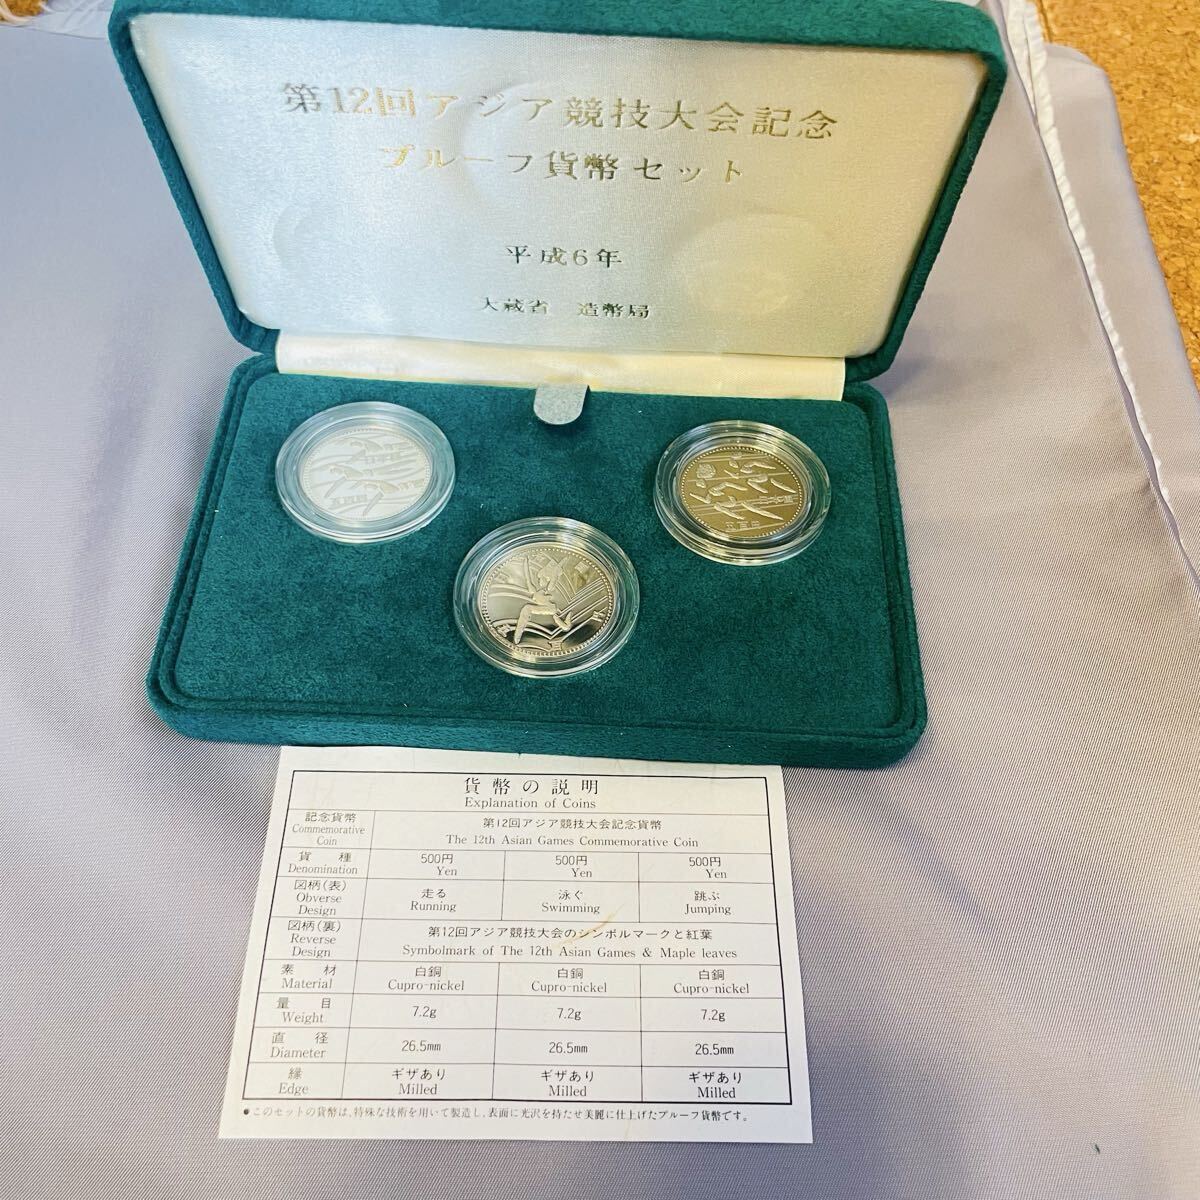 第12回アジア競技大会記念
プルーフ貨幣セット
平成6年
大蔵省 造幣局
貨幣の説明
Explanation of Coins
記念貨幣
Commemorative
Coin
第12回アジア競技大会記念貨幣
The 12th Asian Games Commemorative Coin
貨種
Denomination
500円
Yen
500円
Yen
500円
Yen
図柄(表)
Obverse
Design
走る
Running
泳ぐ
Swimming
跳ぶ
Jumping
図柄(裏)
Reverse
Design
第12回アジア競技大会のシンボルマークと紅葉
Symbolmark of The 12th Asian Games & Maple leaves
素材
Material
白銅
Cupro-nickel
白銅
Cupro-nickel
白銅
Cupro-nickel
量目
Weight
7.2g
7.2g
7.2g
直径
Diameter
26.5mm
26.5mm
26.5mm
縁
Edge
ギザあり
Milled
ギザあり
Milled
ギザあり
Milled
●このセットの貨幣は、特殊な技術を用いて製造し、表面に光沢を持たせ美麗に仕上げたプルーフ貨幣です。